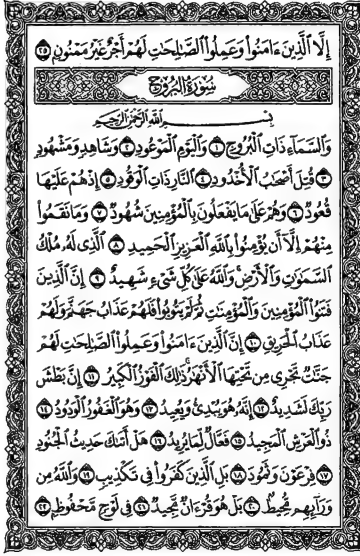 إِلَّا ٱلَّذِينَ ءَامَنُوا۟ وَعَمِلُوا۟ ٱلصَّـٰلِحَـٰتِ لَهُمْ أَجْرٌ غَيْرُ مَمْنُونٍۭ ٢٥
سُورَةُ البُرُوجِ
بِسْمِ ٱللَّهِ ٱلرَّحْمَـٰنِ ٱلرَّحِيمِ
وَٱلسَّمَآءِ ذَاتِ ٱلْبُرُوجِ ١ وَٱلْيَوْمِ ٱلْمَوْعُودِ ٢ وَشَاهِدٍ وَمَشْهُودٍ
٣ قُتِلَ أَصْحَـٰبُ ٱلْأُخْدُودِ ٤ ٱلنَّارِ ذَاتِ ٱلْوَقُودِ ٥ إِذْ هُمْ عَلَيْهَا
قُعُودٌ ٦ وَهُمْ عَلَىٰ مَا يَفْعَلُونَ بِٱلْمُؤْمِنِينَ شُهُودٌ ٧ وَمَا نَقَمُوا۟
مِنْهُمْ إِلَّآ أَن يُؤْمِنُوا۟ بِٱللَّهِ ٱلْعَزِيزِ ٱلْحَمِيدِ ٨ ٱلَّذِى لَهُۥ مُلْكُ
ٱلسَّمَـٰوَٰتِ وَٱلْأَرْضِ ۚ وَٱللَّهُ عَلَىٰ كُلِّ شَىْءٍ شَهِيدٌ ٩ إِنَّ ٱلَّذِينَ
فَتَنُوا۟ ٱلْمُؤْمِنِينَ وَٱلْمُؤْمِنَـٰتِ ثُمَّ لَمْ يَتُوبُوا۟ فَلَهُمْ عَذَابُ جَهَنَّمَ وَلَهُمْ
عَذَابُ ٱلْحَرِيقِ ١٠ إِنَّ ٱلَّذِينَ ءَامَنُوا۟ وَعَمِلُوا۟ ٱلصَّـٰلِحَـٰتِ لَهُمْ
جَنَّـٰتٌ تَجْرِى مِن تَحْتِهَا ٱلْأَنْهَـٰرُ ۚ ذَٰلِكَ ٱلْفَوْزُ ٱلْكَبِيرُ ١١ إِنَّ بَطْشَ
رَبِّكَ لَشَدِيدٌ ١٢ إِنَّهُۥ هُوَ يُبْدِئُ وَيُعِيدُ ١٣ وَهُوَ ٱلْغَفُورُ ٱلْوَدُودُ ١٤
ذُو ٱلْعَرْشِ ٱلْمَجِيدُ ١٥ فَعَّالٌ لِّمَا يُرِيدُ ١٦ هَلْ أَتَىٰكَ حَدِيثُ ٱلْجُنُودِ
١٧ فِرْعَوْنَ وَثَمُودَ ١٨ بَلِ ٱلَّذِينَ كَفَرُوا۟ فِى تَكْذِيبٍ ١٩ وَٱللَّهُ مِن
وَرَآئِهِم مُّحِيطٌۢ ٢٠ بَلْ هُوَ قُرْءَانٌ مَّجِيدٌ ٢١ فِى لَوْحٍ مَّحْفُوظٍۭ ٢٢